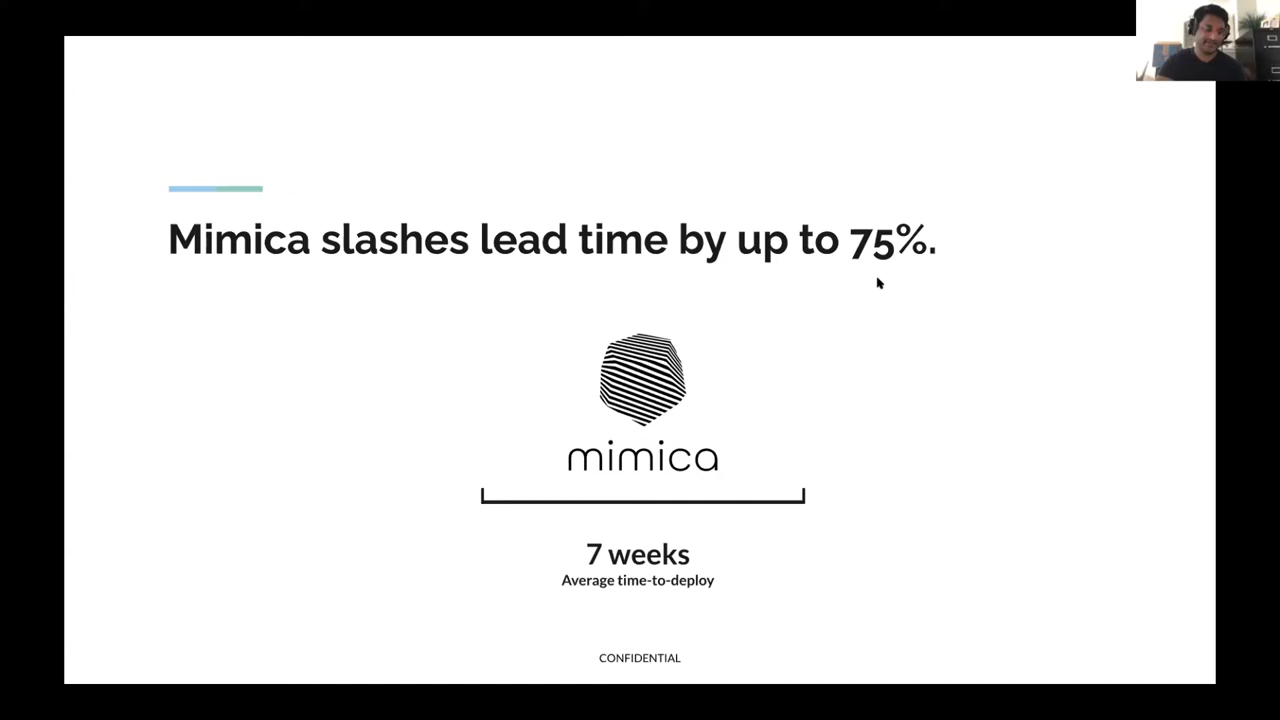 Mimica slashes lead time by up to 75%.
mimica
7 weeks
Average time-to-deploy
CONFIDENTIAL